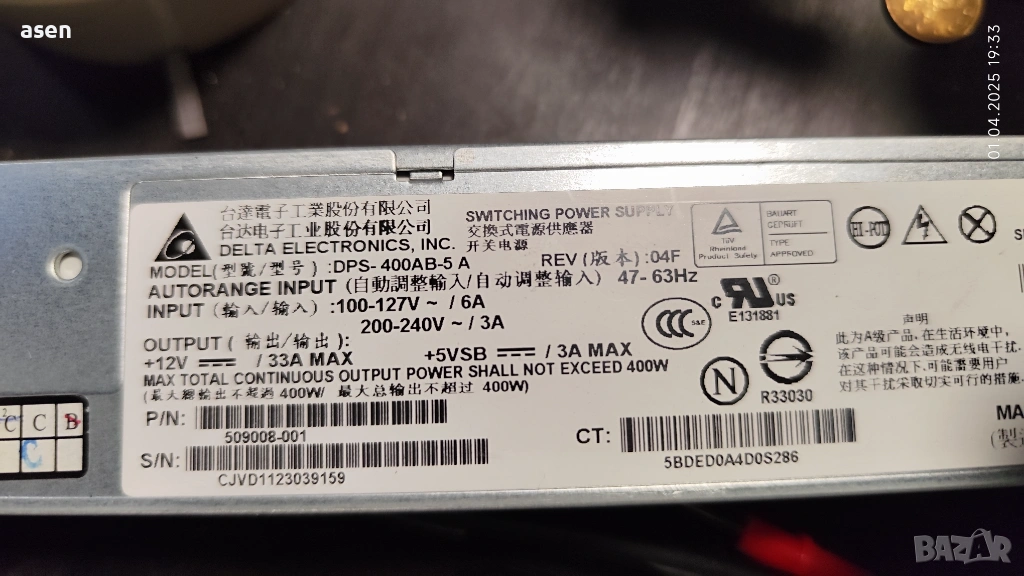 asen
01.04.2025 19:33
台達電子工業股份有限公司
台达电子工业股份有限公司
DELTA ELECTRONICS, INC.
SWITCHING POWER SUPPLY
交換式電源供應器
开关电源
MODEL(型號/型号) :DPS-400AB-5 A
REV (版本) :04F
AUTORANGE INPUT (自動調整輸入/自动调整输入) 47-63Hz
INPUT (輸入/输入) :100-127V ~ / 6A
200-240V ~ / 3A
OUTPUT ( 輸出/输出):
+12V ⎓ / 33A MAX +5VSB ⎓ / 3A MAX
MAX TOTAL CONTINUOUS OUTPUT POWER SHALL NOT EXCEED 400W
(最大總輸出不超過 400W/ 最大总输出不超过 400W)
P/N:
509008-001
S/N:
CJVD1123039159
CT:
5BDED0A4D0S286
TÜV
Rheinland
Product Safety
BAUART
GEPRUFT
TYPE
APPROVED
HI-POT
c UR ® US
E131881
CCC S&E
N
R33030
声明
此为A级产品,在生活环境中,
该产品可能会造成无线电干扰.
在这种情况下,可能需要用户
对其干扰采取切实可行的措施.
MA
(製
C C B
C
BAZAR